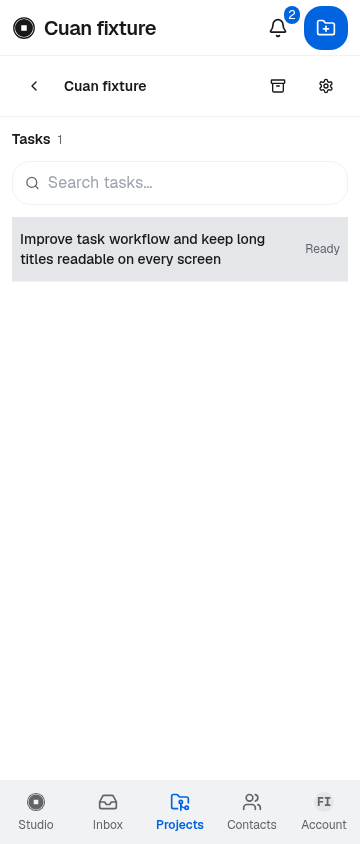 Cuan fixture
2
Cuan fixture
Tasks 1
Search tasks...
Improve task workflow and keep long
titles readable on every screen
Ready
Studio
Inbox
Projects
Contacts
FI
Account